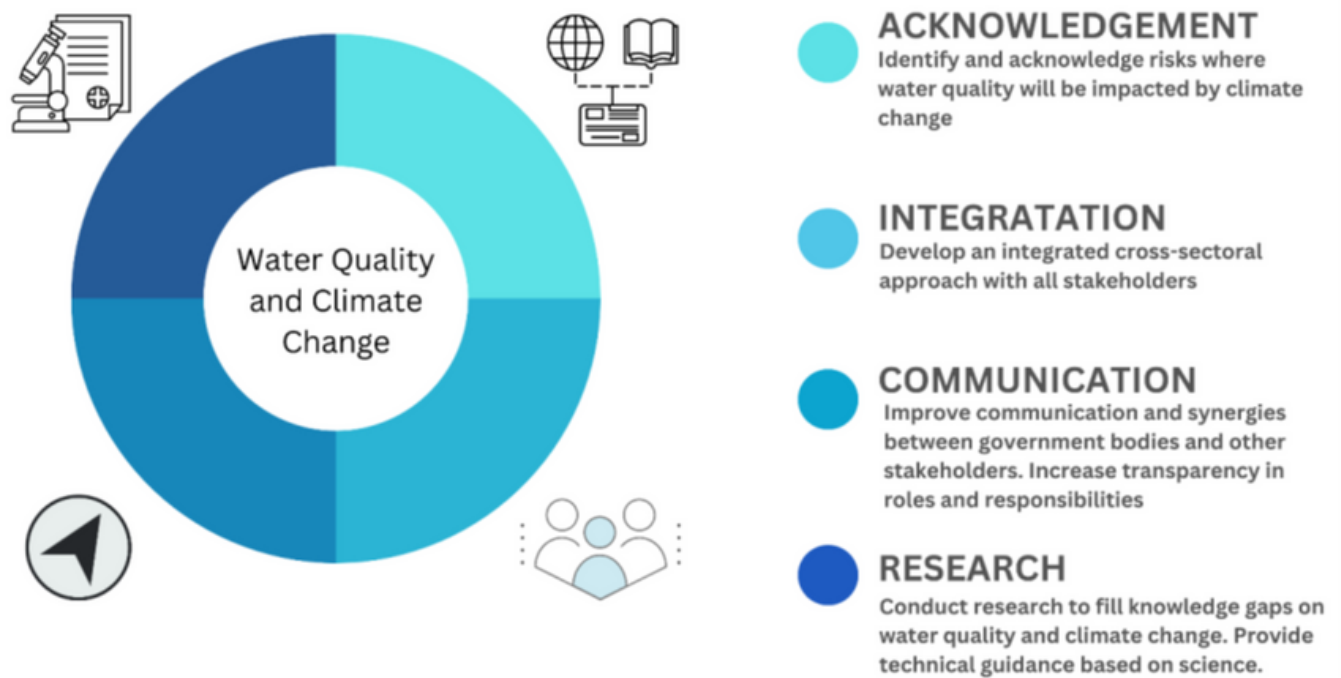 Water Quality
and Climate
Change
ACKNOWLEDGEMENT
Identify and acknowledge risks where
water quality will be impacted by climate
change
INTEGRATATION
Develop an integrated cross-sectoral
approach with all stakeholders
COMMUNICATION
Improve communication and synergies
between government bodies and other
stakeholders. Increase transparency in
roles and responsibilities
RESEARCH
Conduct research to fill knowledge gaps on
water quality and climate change. Provide
technical guidance based on science.